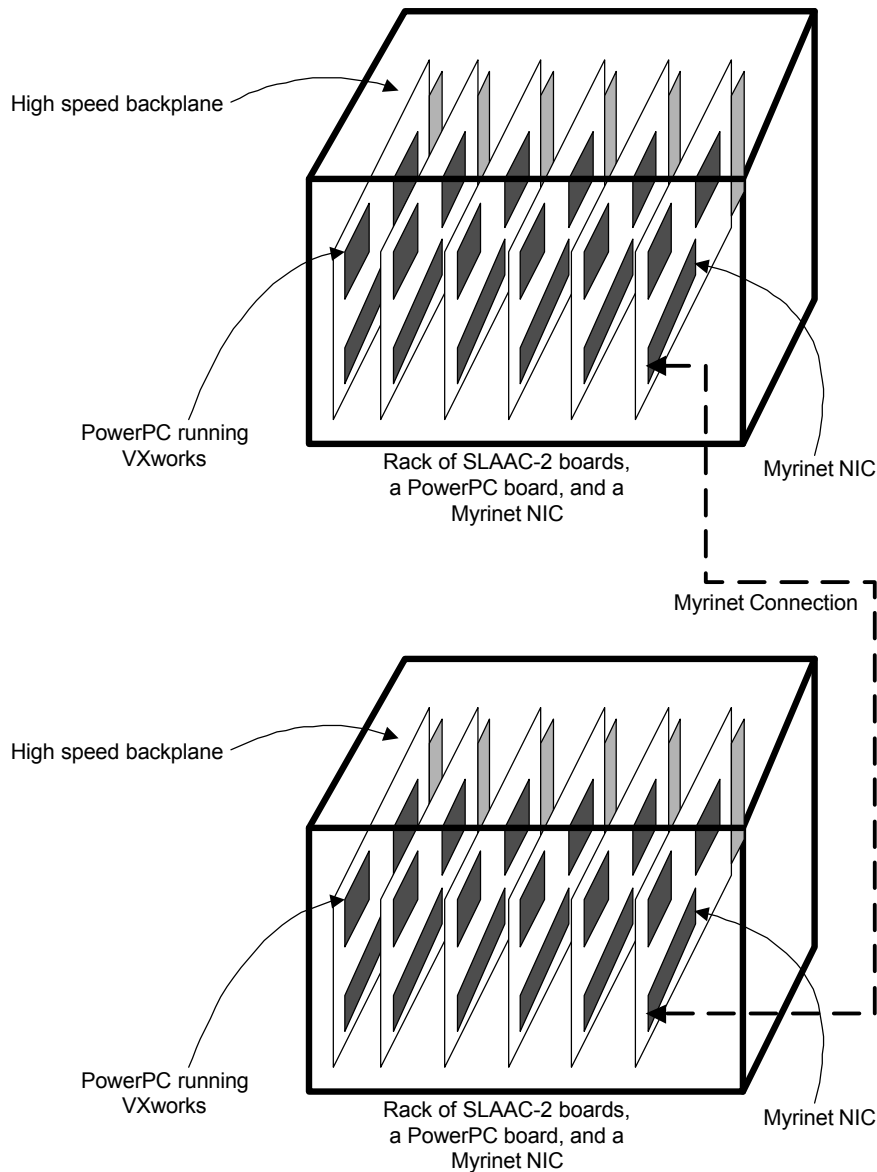 High speed backplane
PowerPC running
VXworks
Rack of SLAAC-2 boards,
a PowerPC board, and a
Myrinet NIC
Myrinet NIC
Myrinet Connection
High speed backplane
PowerPC running
VXworks
Rack of SLAAC-2 boards,
a PowerPC board, and a
Myrinet NIC
Myrinet NIC